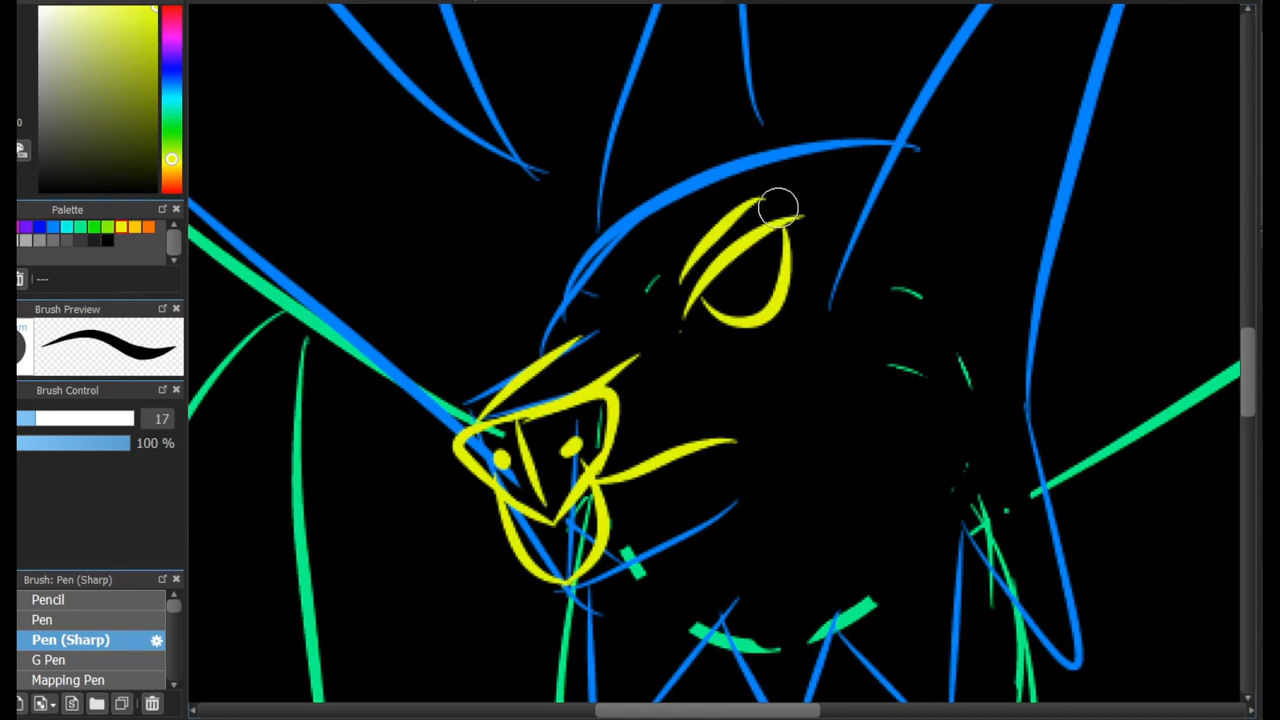 0
Palette
---
Brush Preview
m
Brush Control
17
100 %
Brush: Pen (Sharp)
Pencil
Pen
Pen (Sharp)
G Pen
Mapping Pen